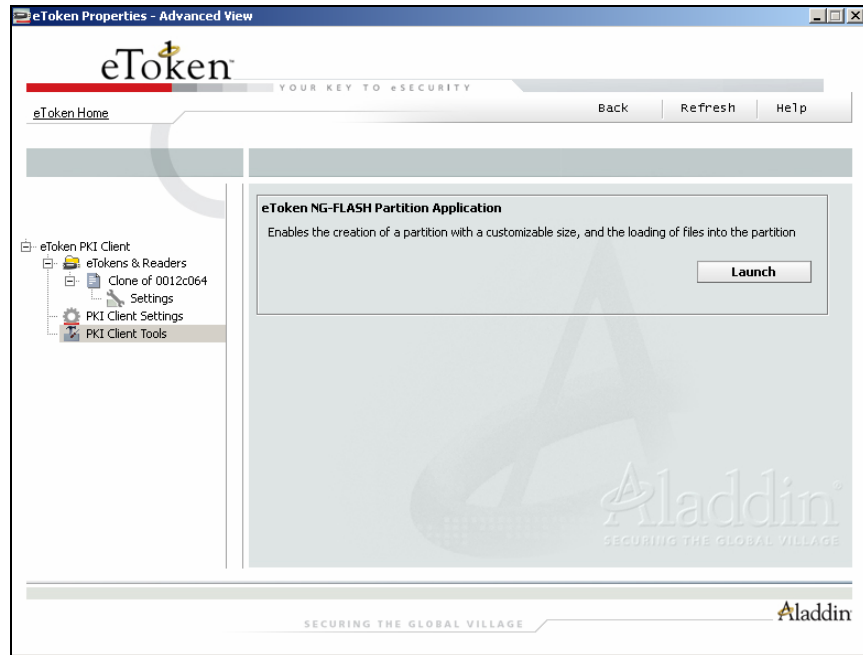 eToken Properties - Advanced View
eToken
YOUR KEY TO eSECURITY
eToken Home
Back Refresh Help
eToken NG-FLASH Partition Application
Enables the creation of a partition with a customizable size, and the loading of files into the partition
Launch
eToken PKI Client
eTokens & Readers
Clone of 0012c064
Settings
PKI Client Settings
PKI Client Tools
Aladdin
SECURING THE GLOBAL VILLAGE
SECURING THE GLOBAL VILLAGE
Aladdin